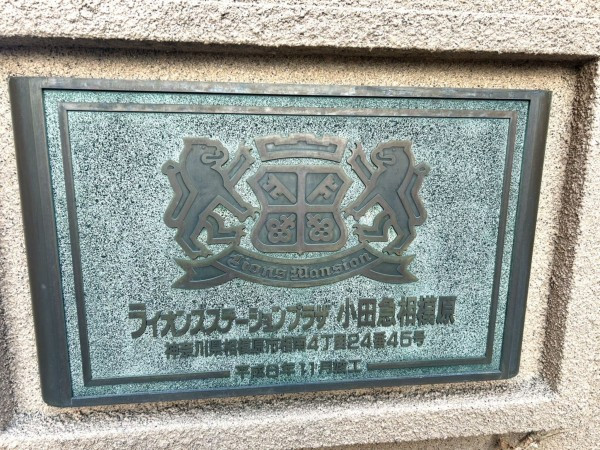 Lions Mansion
ライオンズステーションプラザ 小田急相模原
神奈川県相模原市相南4丁目24番45号
平成8年11月竣工